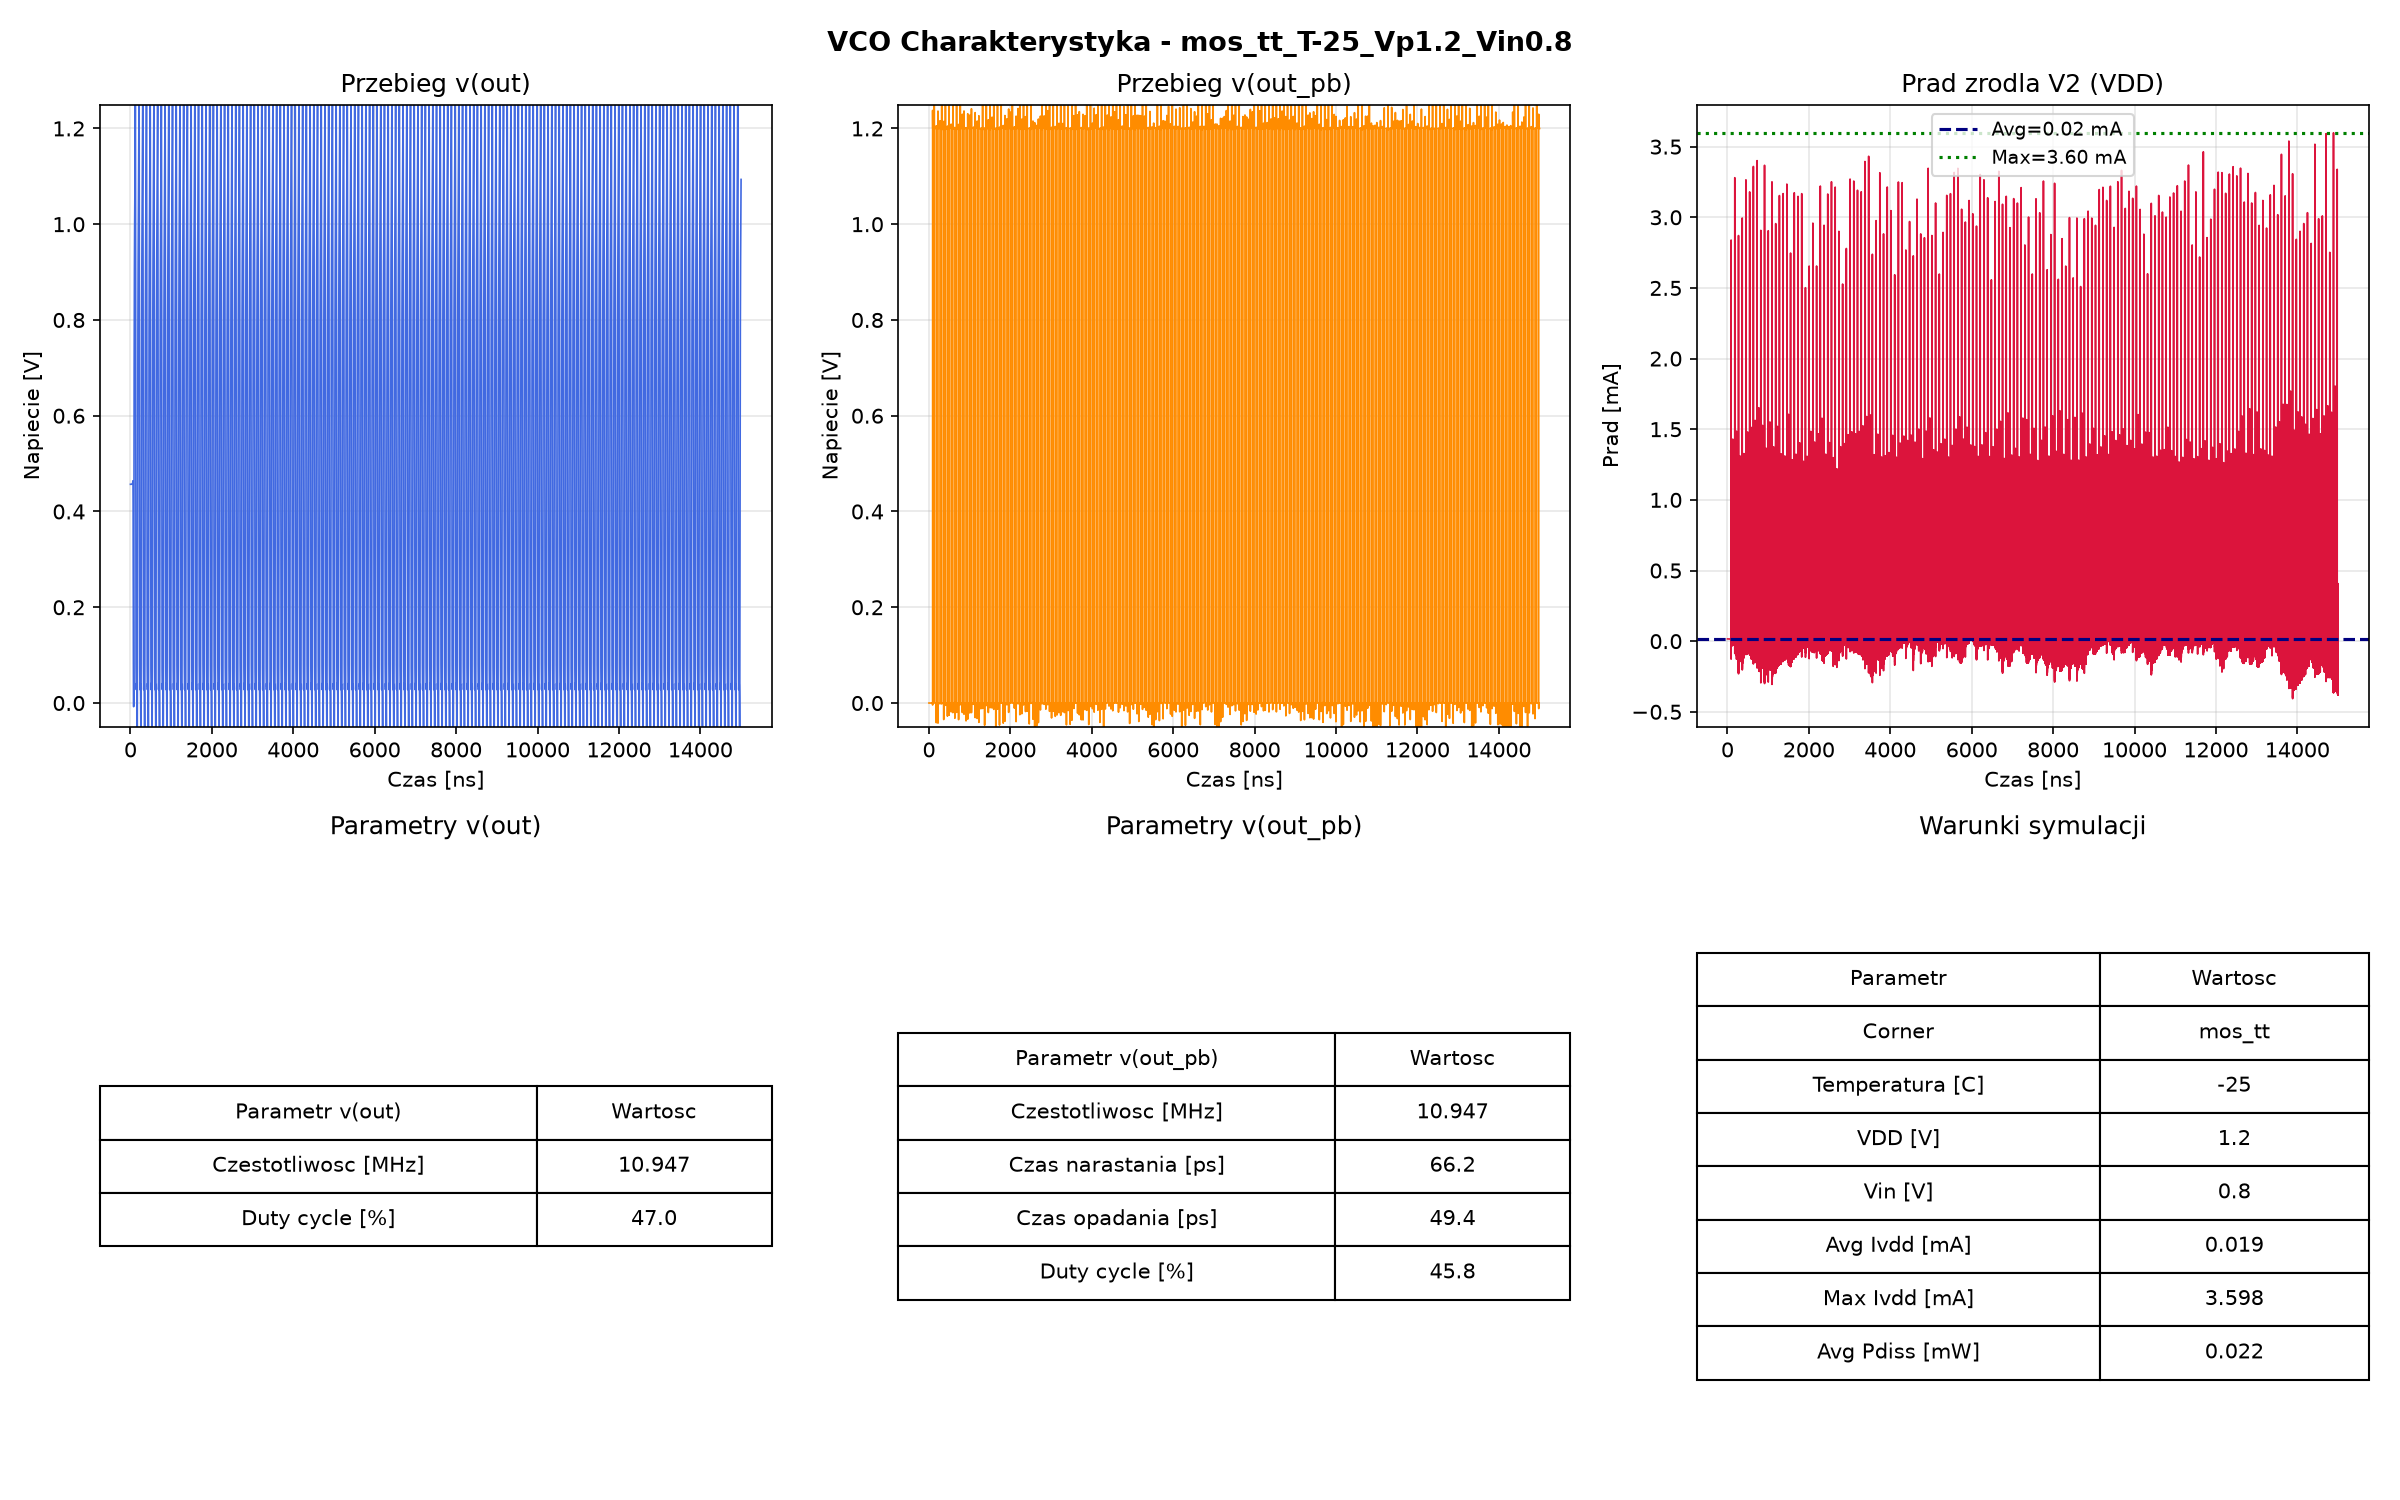 VCO Charakterystyka - mos_tt_T-25_Vp1.2_Vin0.8
Przebieg v(out)
Napiecie [V]
1.2
1.0
0.8
0.6
0.4
0.2
0.0
0 2000 4000 6000 8000 10000 12000 14000
Czas [ns]
Przebieg v(out_pb)
Napiecie [V]
1.2
1.0
0.8
0.6
0.4
0.2
0.0
0 2000 4000 6000 8000 10000 12000 14000
Czas [ns]
Prad zrodla V2 (VDD)
Prad [mA]
Avg=0.02 mA
Max=3.60 mA
3.5
3.0
2.5
2.0
1.5
1.0
0.5
0.0
−0.5
0 2000 4000 6000 8000 10000 12000 14000
Czas [ns]
Parametry v(out)
Parametr v(out) Wartosc
Czestotliwosc [MHz] 10.947
Duty cycle [%] 47.0
Parametry v(out_pb)
Parametr v(out_pb) Wartosc
Czestotliwosc [MHz] 10.947
Czas narastania [ps] 66.2
Czas opadania [ps] 49.4
Duty cycle [%] 45.8
Warunki symulacji
Parametr Wartosc
Corner mos_tt
Temperatura [C] -25
VDD [V] 1.2
Vin [V] 0.8
Avg Ivdd [mA] 0.019
Max Ivdd [mA] 3.598
Avg Pdiss [mW] 0.022